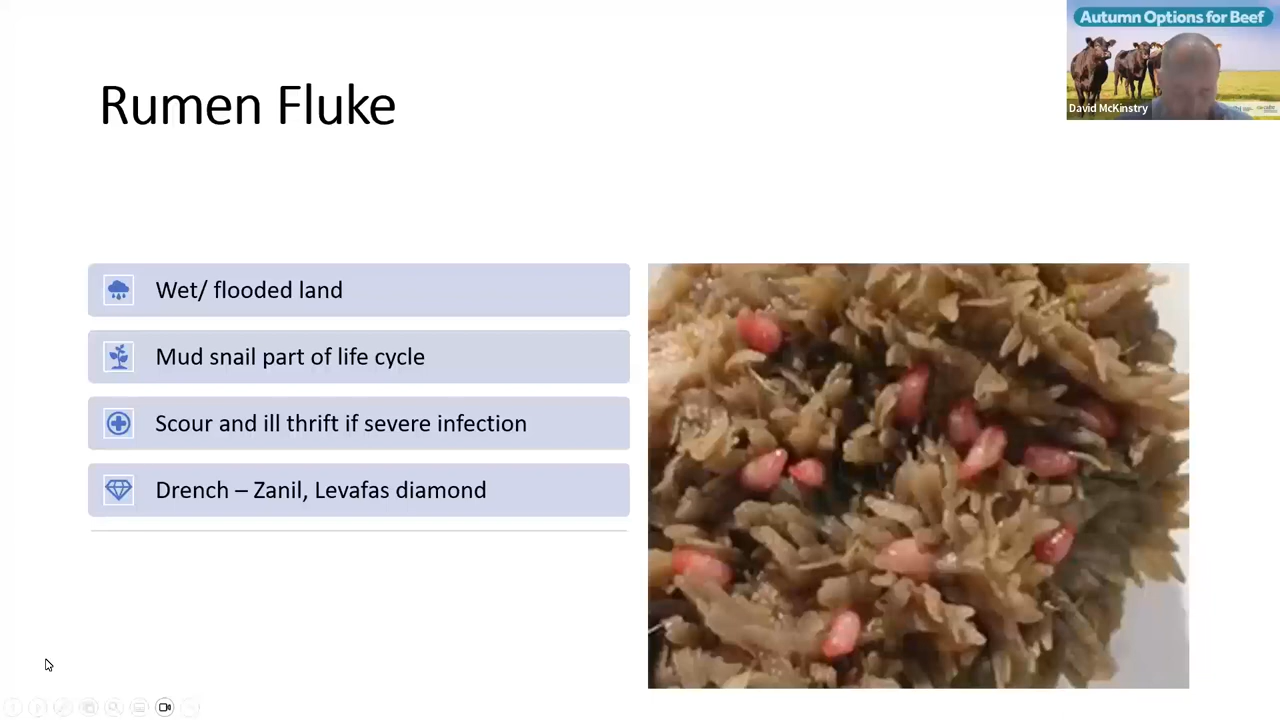 Autumn Options for Beef
David McKinstry
Rumen Fluke
Wet/ flooded land
Mud snail part of life cycle
Scour and ill thrift if severe infection
Drench – Zanil, Levafas diamond